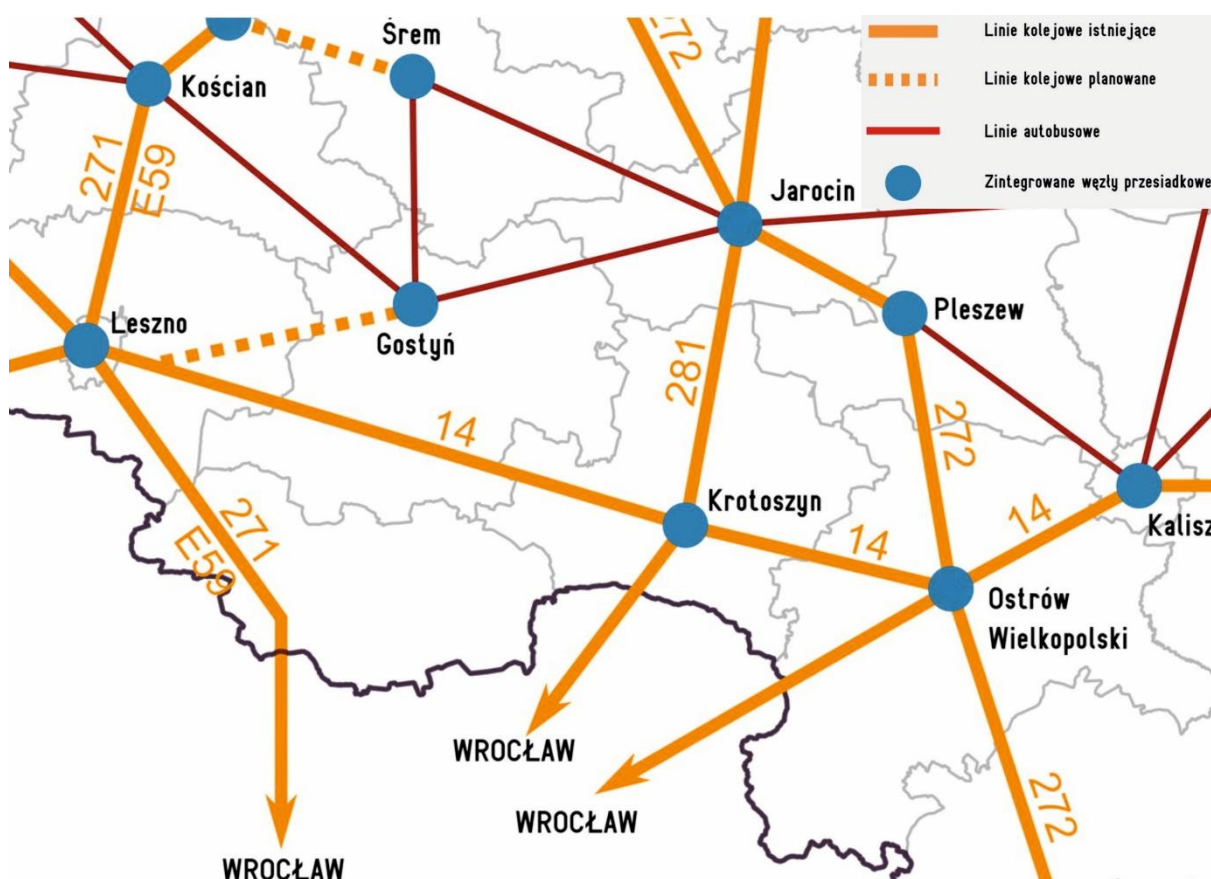 Śrem
272
Linie kolejowe istniejące
Linie kolejowe planowane
Linie autobusowe
Zintegrowane węzły przesiadkowe
Kościan
271
E59
Jarocin
Leszno
Gostyń
Pleszew
281
14
272
Krotoszyn
14
14
Kalisz
271
E59
Ostrów
Wielkopolski
WROCŁAW
WROCŁAW
272
WROCŁAW